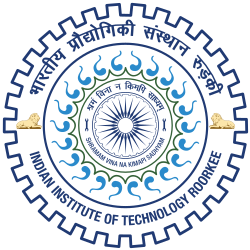 भारतीय प्रौद्योगिकी संस्थान रुड़की
श्रमं विना न किमपि साध्यम्
SHRAMAM VINA NA KIMAPI SADHYAM
INDIAN INSTITUTE OF TECHNOLOGY ROORKEE